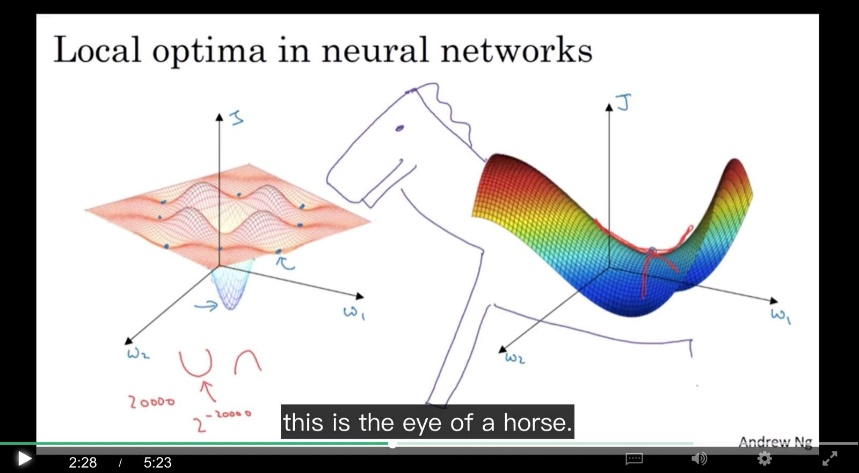 Local optima in neural networks
J
J
w₁
w₂
w₁
w₂
20000
2^-20000
this is the eye of a horse.
Andrew Ng
2:28 / 5:23